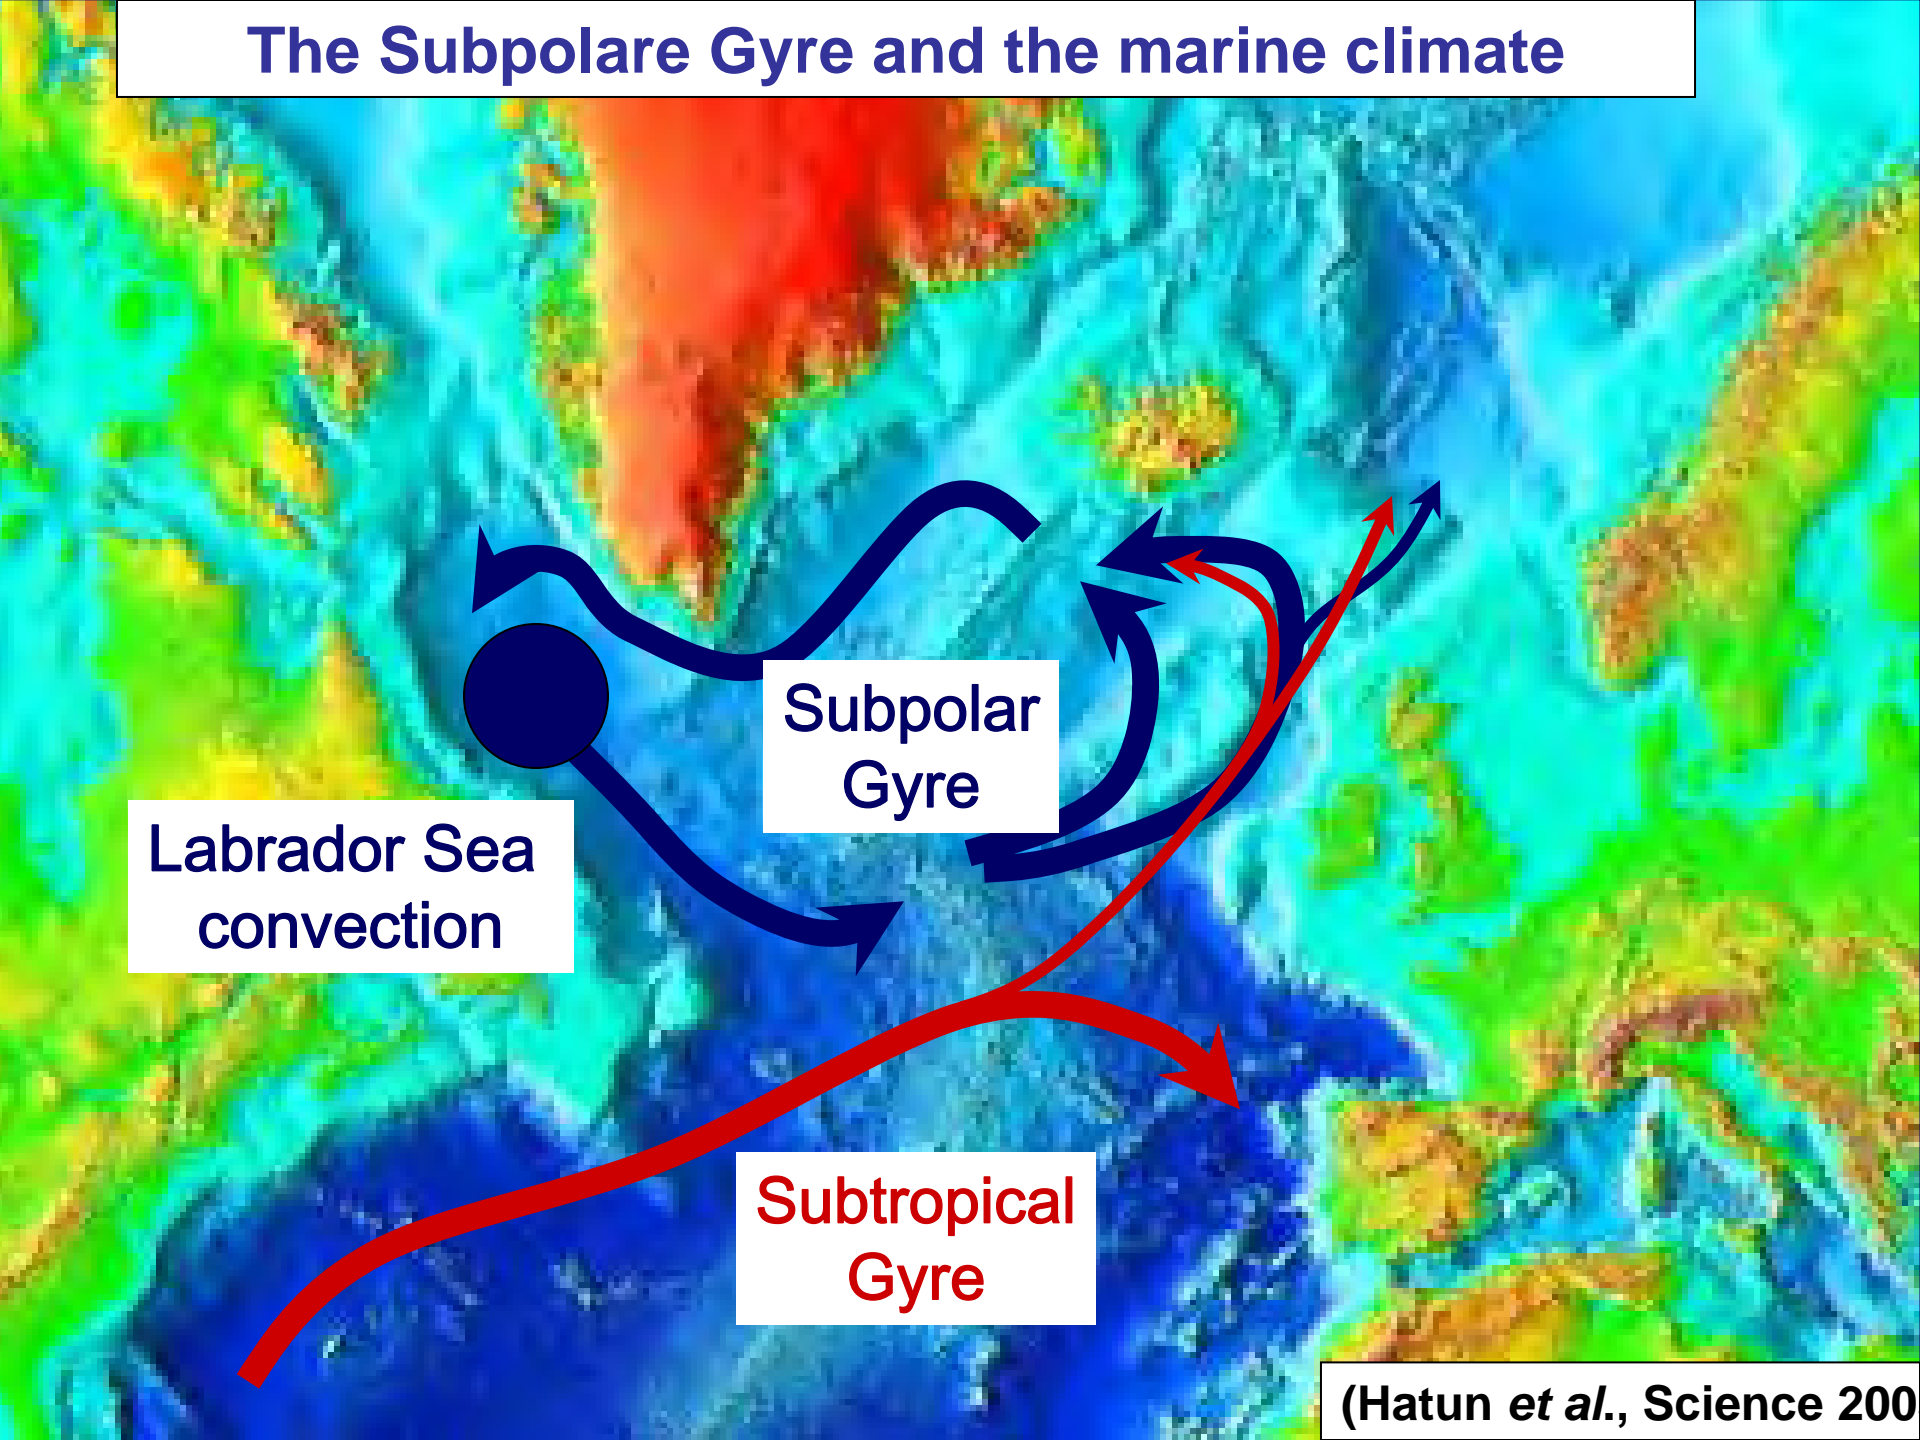 The Subpolare Gyre and the marine climate
Subpolar
Gyre
Labrador Sea
convection
Subtropical
Gyre
(Hatun et al., Science 200